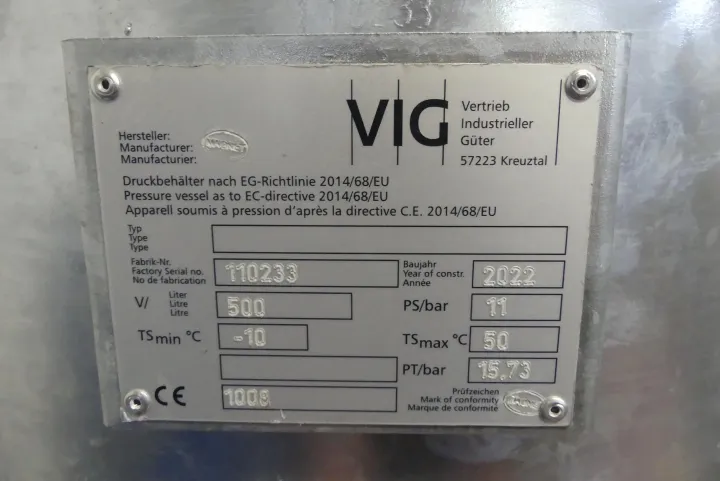 33
VIG
Vertrieb
Industrieller
Güter
57223 Kreuztal
Hersteller:
Manufacturer:
Manufacturier:
Druckbehälter nach EG-Richtlinie 2014/68/EU
Pressure vessel as to EC-directive 2014/68/EU
Appareil soumis à pression d'après la directive C.E. 2014/68/EU
Typ
Type
Type
Fabrik-Nr.
Factory Serial no.
No de fabrication
110233
Baujahr
Year of constr.
Année
2022
V/
Liter
Litre
Litre
500
PS/bar
11
TSmin °C
-10
TSmax °C
50
PT/bar
15.73
CE
1008
Prüfzeichen
Mark of conformity
Marque de conformité